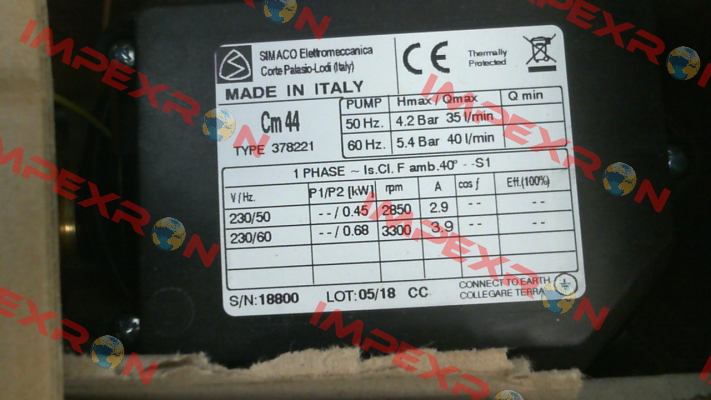 SIMACO Elettromeccanica
Corte Palasio-Lodi (Italy)
MADE IN ITALY
CE
Thermally
Protected
Cm 44
TYPE 378221
PUMP Hmax / Qmax Q min
50 Hz. 4.2 Bar 35 l/min
60 Hz. 5.4 Bar 40 l/min
1 PHASE ~ Is.Cl. F amb.40° --S1
V/Hz. P1/P2 [kW] rpm A cos ƒ Eff.(100%)
230/50 --/ 0.45 2850 2.9 -- --
230/60 --/ 0.68 3300 3.9 -- --
S/N:18800 LOT: 05/18 CC
CONNECT TO EARTH
COLLEGARE TERRA
IMPEXRON
IMPEXRON
IMPEXRON
IMPEXRON
IMPEXRON
IMPEXRON